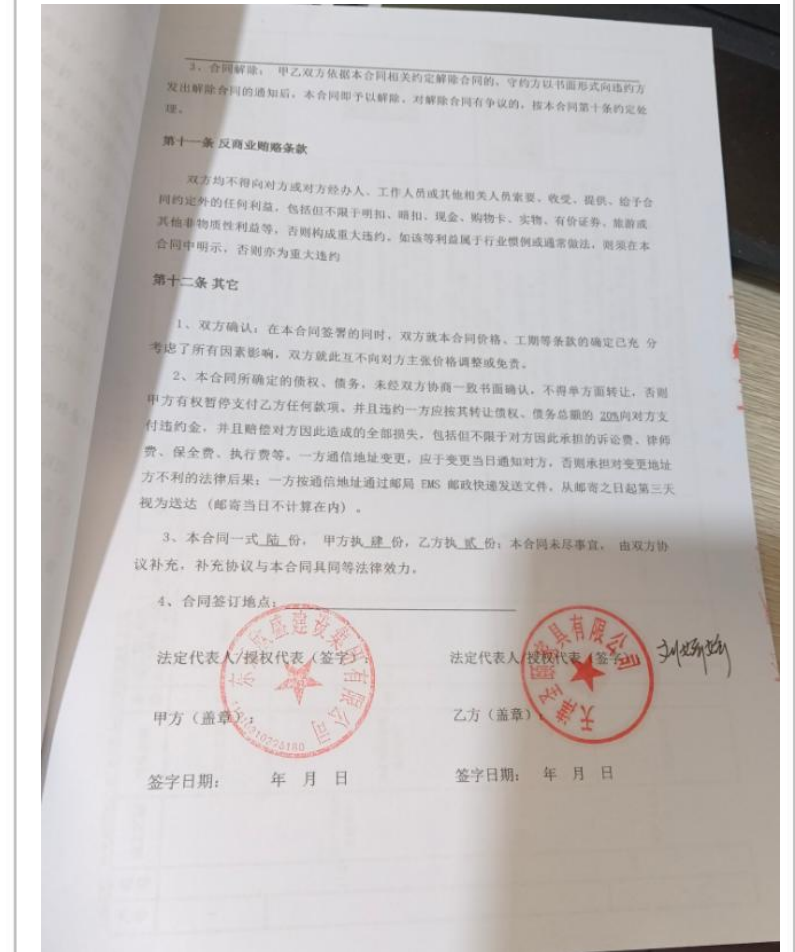 3、合同解除： 甲乙双方依据本合同相关约定解除合同的，守约方以书面形式向违约方
发出解除合同的通知后，本合同即予以解除。对解除合同有争议的，按本合同第十条约定处
理。
第十一条 反商业贿赂条款
双方均不得向对方或对方经办人、工作人员或其他相关人员索要、收受、提供、给予合
同约定外的任何利益，包括但不限于明扣、暗扣、现金、购物卡、实物、有价证券、旅游或
其他非物质性利益等，否则构成重大违约。如该等利益属于行业惯例或通常做法，则须在本
合同中明示，否则亦为重大违约
第十二条 其它
1、双方确认：在本合同签署的同时，双方就本合同价格、工期等条款的确定已充 分
考虑了所有因素影响，双方就此互不向对方主张价格调整或免责。
2、本合同所确定的债权、债务，未经双方协商一致书面确认，不得单方面转让，否则
甲方有权暂停支付乙方任何款项。并且违约一方应按其转让债权、债务总额的 20%向对方支
付违约金，并且赔偿对方因此造成的全部损失，包括但不限于对方因此承担的诉讼费、律师
费、保全费、执行费等。一方通信地址变更，应于变更当日通知对方，否则承担对变更地址
方不利的法律后果；一方按通信地址通过邮局 EMS 邮政快递发送文件，从邮寄之日起第三天
视为送达（邮寄当日不计算在内）。
3、本合同一式 陆 份， 甲方执 肆 份，乙方执 贰 份；本合同未尽事宜， 由双方协
议补充，补充协议与本合同具同等法律效力。
4、合同签订地点：
法定代表人/授权代表（签字）： 法定代表人/授权代表（签字）
甲方（盖章）： 乙方（盖章）
签字日期： 年 月 日 签字日期： 年 月 日
盛建设集团有限公司
具有限公司